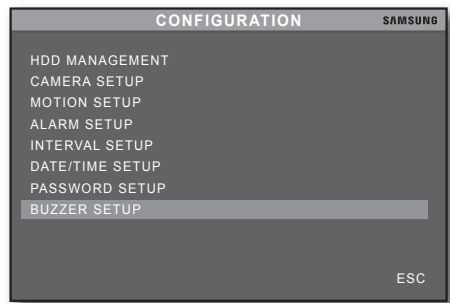 CONFIGURATION SAMSUNG
HDD MANAGEMENT
CAMERA SETUP
MOTION SETUP
ALARM SETUP
INTERVAL SETUP
DATE/TIME SETUP
PASSWORD SETUP
BUZZER SETUP
ESC